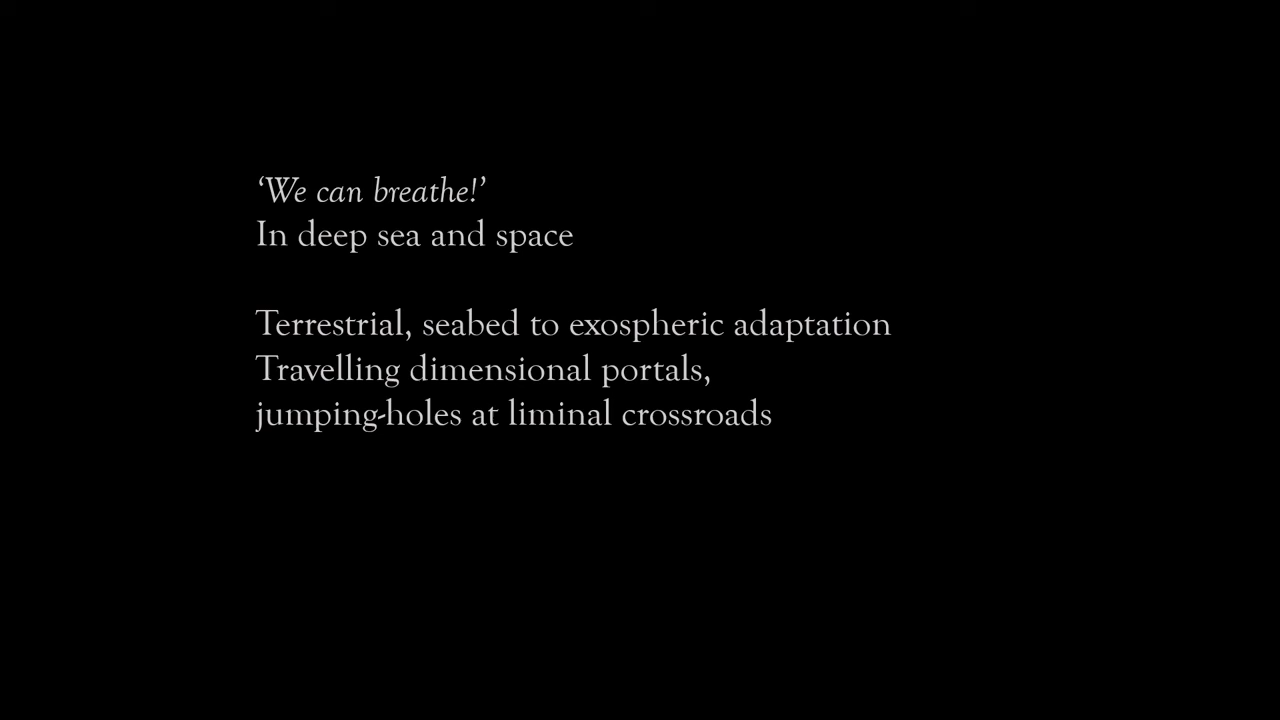 ‘We can breathe!’
In deep sea and space
Terrestrial, seabed to exospheric adaptation
Travelling dimensional portals,
jumping-holes at liminal crossroads